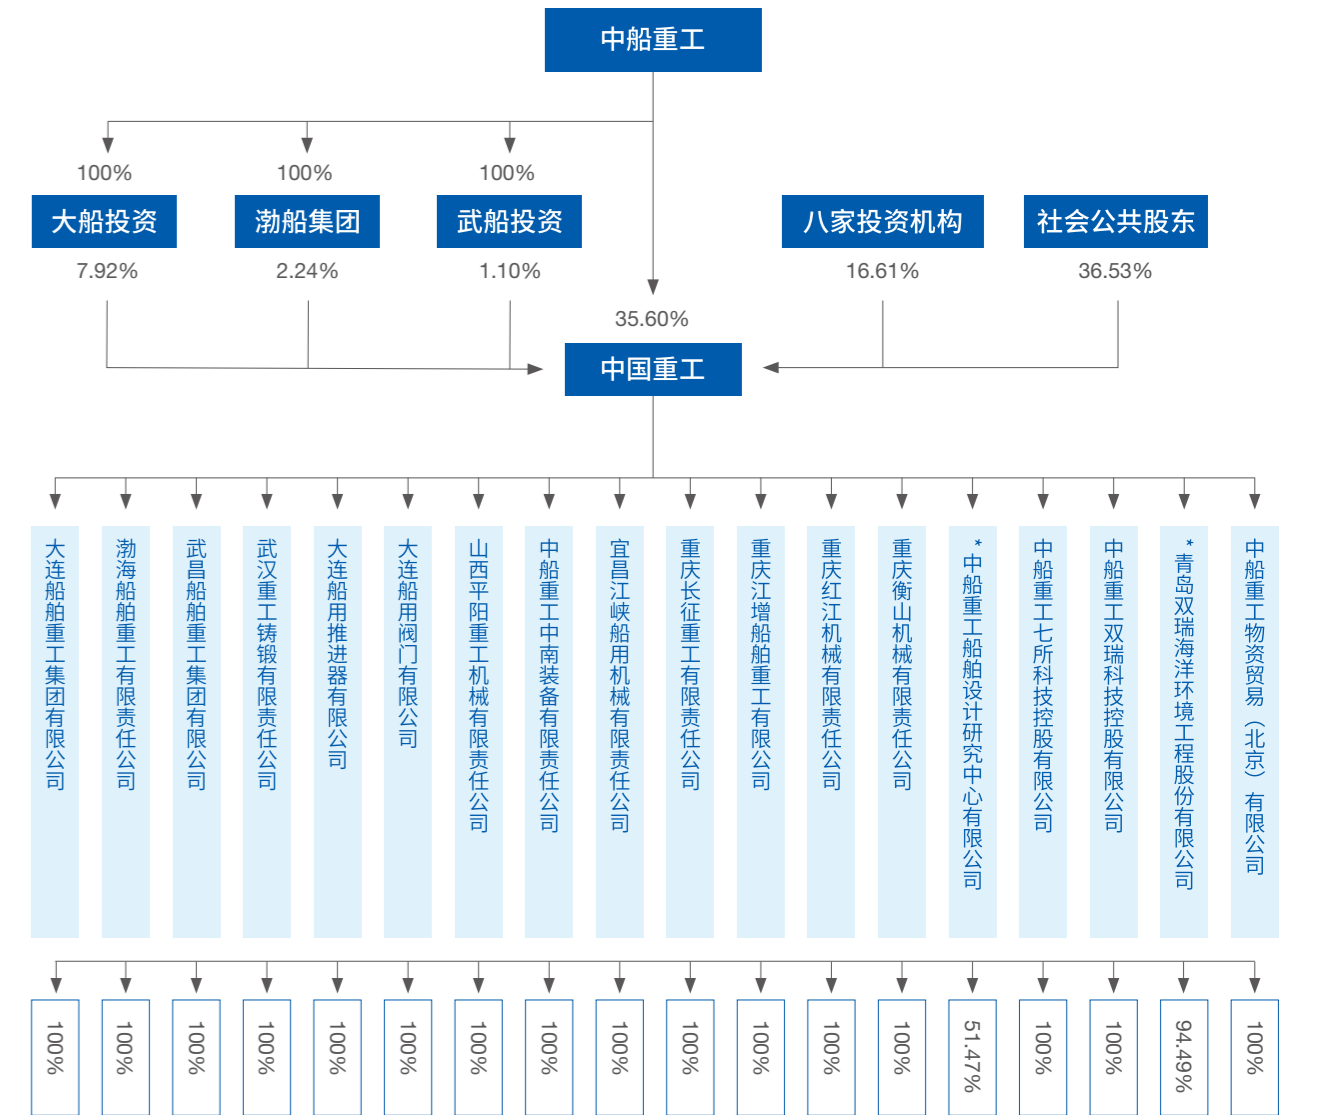 中船重工
100%
100%
100%
大船投资
渤船集团
武船投资
八家投资机构
社会公共股东
7.92%
2.24%
1.10%
16.61%
36.53%
35.60%
中国重工
大连船舶重工集团有限公司
渤海船舶重工有限责任公司
武昌船舶重工集团有限公司
武汉重工铸锻有限责任公司
大连船用推进器有限公司
大连船用阀门有限公司
山西平阳重工机械有限责任公司
中船重工中南装备有限责任公司
宜昌江峡船用机械有限责任公司
重庆长征重工有限责任公司
重庆江增船舶重工有限公司
重庆红江机械有限责任公司
重庆衡山机械有限责任公司
*中船重工船舶设计研究中心有限公司
中船重工七所科技控股有限公司
中船重工双瑞科技控股有限公司
*青岛双瑞海洋环境工程股份有限公司
中船重工物资贸易（北京）有限公司
100%
100%
100%
100%
100%
100%
100%
100%
100%
100%
100%
100%
100%
51.47%
100%
100%
94.49%
100%